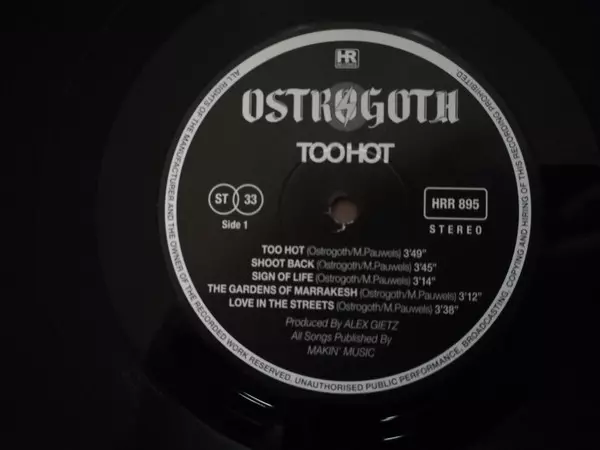 HR
OSTROGOTH
TOO HOT
ST 33
Side 1
HRR 895
STEREO
TOO HOT (Ostrogoth/M.Pauwels) 3'49"
SHOOT BACK (Ostrogoth/M.Pauwels) 3'45"
SIGN OF LIFE (Ostrogoth/M.Pauwels) 3'14"
THE GARDENS OF MARRAKESH (Ostrogoth/M.Pauwels) 3'12"
LOVE IN THE STREETS (Ostrogoth/M.Pauwels) 3'38"
Produced By ALEX GIETZ
All Songs Published By
MAKIN' MUSIC
ALL RIGHTS OF THE MANUFACTURER AND THE OWNER OF THE RECORDED WORK RESERVED. UNAUTHORISED PUBLIC PERFORMANCE, BROADCASTING, COPYING AND HIRING OF THIS RECORDING PROHIBITED.